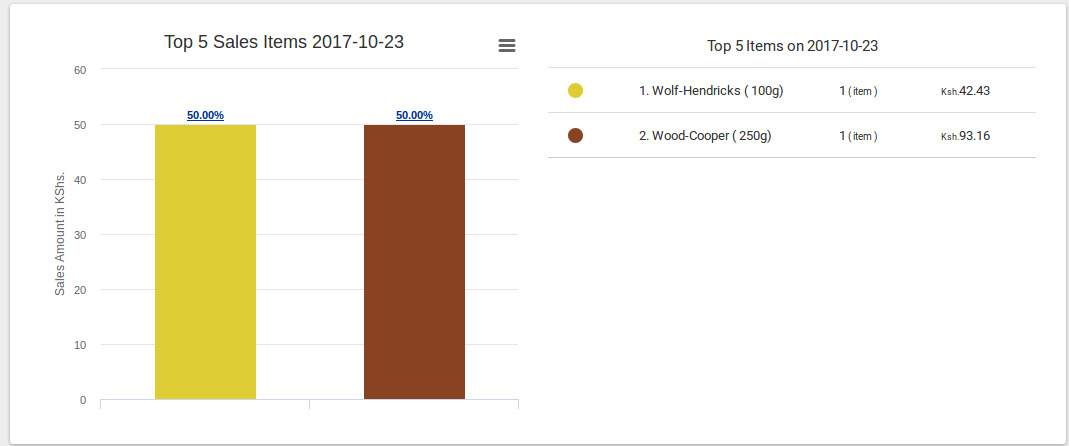 Top 5 Sales Items 2017-10-23
60
50
40
30
20
10
0
Sales Amount in KShs.
50.00%
50.00%
Top 5 Items on 2017-10-23
1. Wolf-Hendricks ( 100g) 1 ( item ) Ksh.42.43
2. Wood-Cooper ( 250g) 1 ( item ) Ksh.93.16